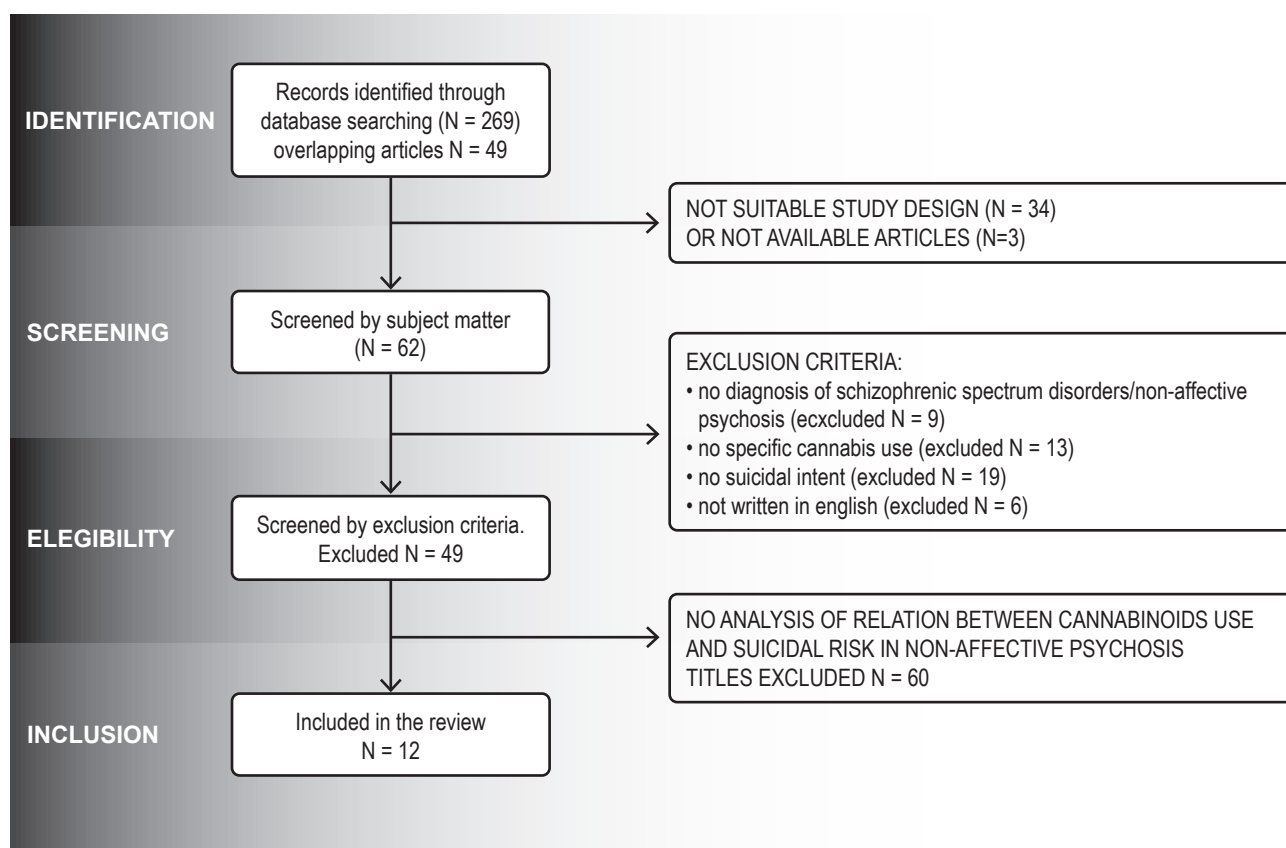 IDENTIFICATION
Records identified through
database searching (N = 269)
overlapping articles N = 49
NOT SUITABLE STUDY DESIGN (N = 34)
OR NOT AVAILABLE ARTICLES (N=3)
SCREENING
Screened by subject matter
(N = 62)
EXCLUSION CRITERIA:
• no diagnosis of schizophrenic spectrum disorders/non-affective
psychosis (ecxcluded N = 9)
• no specific cannabis use (excluded N = 13)
• no suicidal intent (excluded N = 19)
• not written in english (excluded N = 6)
ELEGIBILITY
Screened by exclusion criteria.
Excluded N = 49
NO ANALYSIS OF RELATION BETWEEN CANNABINOIDS USE
AND SUICIDAL RISK IN NON-AFFECTIVE PSYCHOSIS
TITLES EXCLUDED N = 60
INCLUSION
Included in the review
N = 12